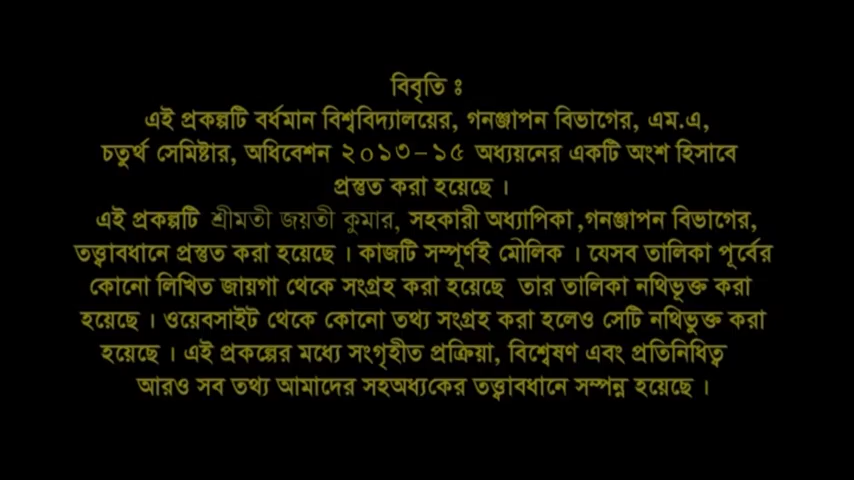 বিবৃতি ঃ
এই প্রকল্পটি বর্ধমান বিশ্ববিদ্যালয়ের, গনজ্ঞাপন বিভাগের, এম.এ,
চতুর্থ সেমিষ্টার, অধিবেশন ২০১৩-১৫ অধ্যয়নের একটি অংশ হিসাবে
প্রস্তুত করা হয়েছে ।
এই প্রকল্পটি শ্রীমতী জয়তী কুমার, সহকারী অধ্যাপিকা ,গনজ্ঞাপন বিভাগের,
তত্ত্বাবধানে প্রস্তুত করা হয়েছে । কাজটি সম্পূর্ণই মৌলিক । যেসব তালিকা পূর্বের
কোনো লিখিত জায়গা থেকে সংগ্রহ করা হয়েছে তার তালিকা নথিভূক্ত করা
হয়েছে । ওয়েবসাইট থেকে কোনো তথ্য সংগ্রহ করা হলেও সেটি নথিভুক্ত করা
হয়েছে । এই প্রকল্পের মধ্যে সংগৃহীত প্রক্রিয়া, বিশ্বেষণ এবং প্রতিনিধিত্ব
আরও সব তথ্য আমাদের সহঅধ্যকের তত্ত্বাবধানে সম্পন্ন হয়েছে ।